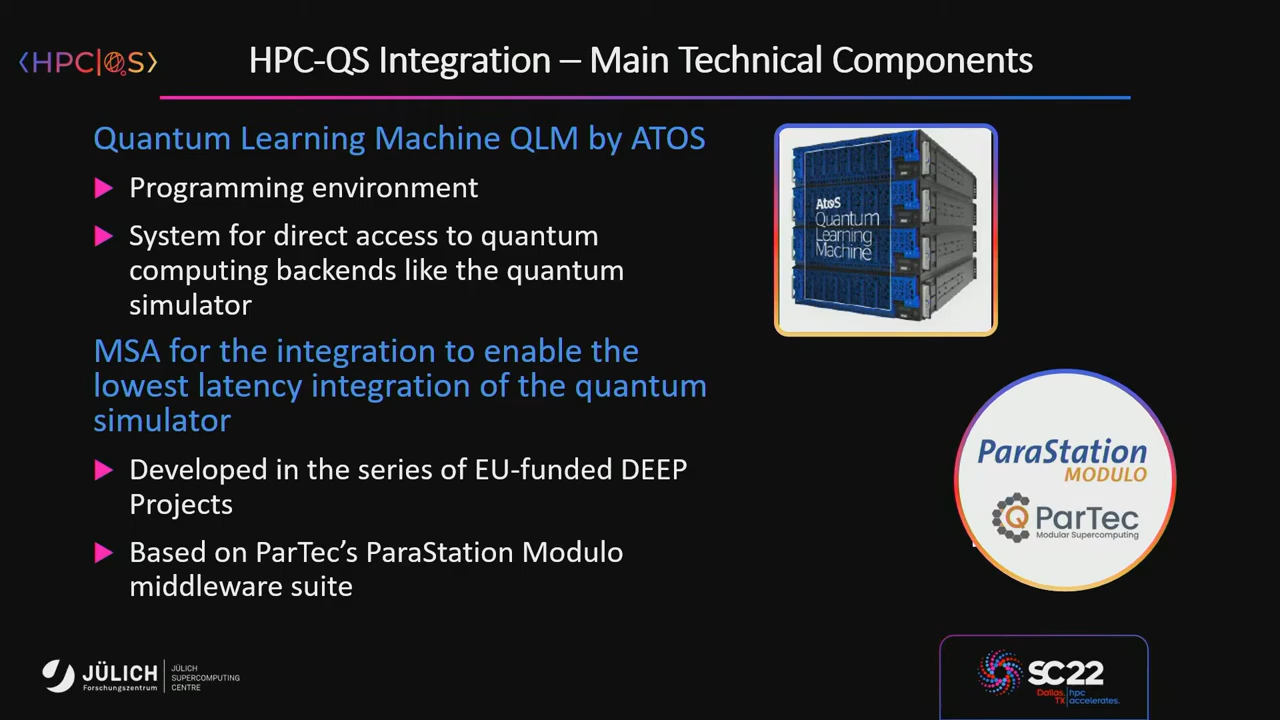 <HPC|QS>
HPC-QS Integration – Main Technical Components
Quantum Learning Machine QLM by ATOS
Programming environment
System for direct access to quantum
computing backends like the quantum
simulator
MSA for the integration to enable the
lowest latency integration of the quantum
simulator
Developed in the series of EU-funded DEEP
Projects
Based on ParTec’s ParaStation Modulo
middleware suite
Atos
Quantum
Learning
Machine
ParaStation
MODULO
ParTec
Modular Supercomputing
JÜLICH
Forschungszentrum
JÜLICH
SUPERCOMPUTING
CENTRE
SC22
Dallas, TX
hpc accelerates.